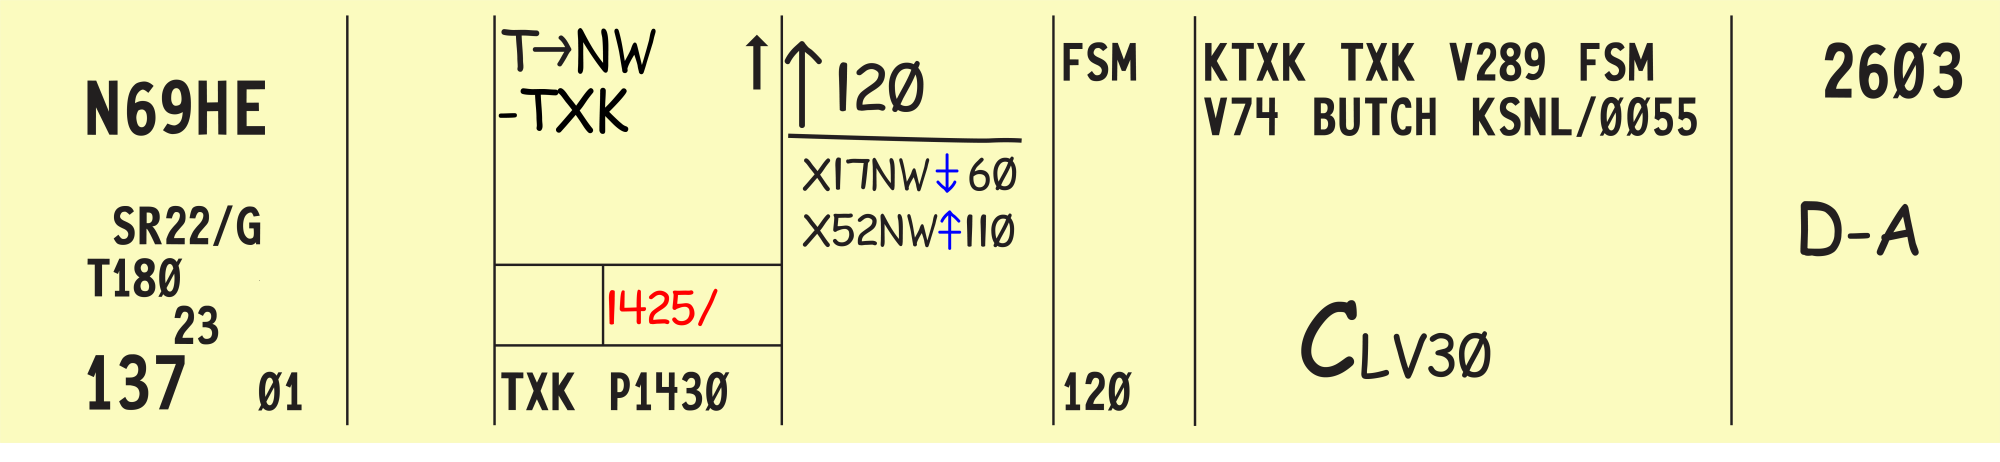 N69HE
SR22/G
T180
23
137 01
T→NW ↑
-TXK
1425/
TXK P1430
↑ 120
X17NW↓60
X52NW↑110
FSM
120
KTXK TXK V289 FSM
V74 BUTCH KSNL/0055
CLV30
2603
D-A